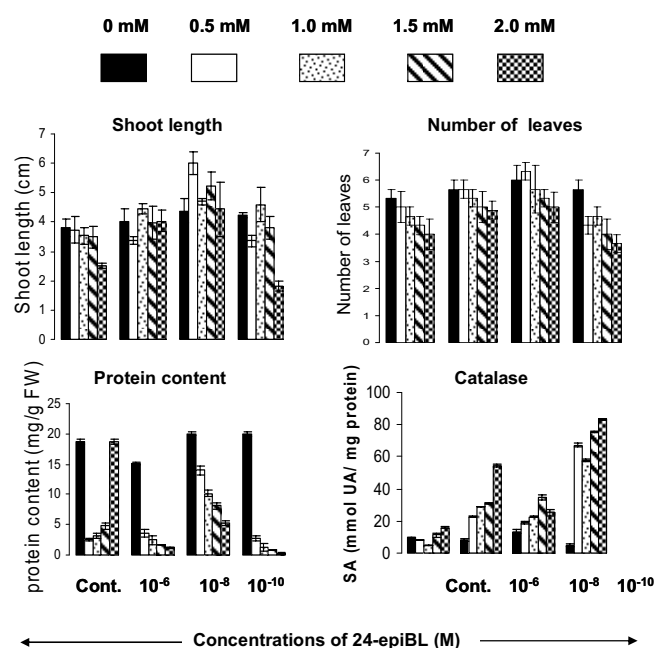 0 mM 0.5 mM 1.0 mM 1.5 mM 2.0 mM
Shoot length
Shoot length (cm)
7
6
5
4
3
2
1
0
Number of leaves
Number of leaves
7
6
5
4
3
2
1
0
Protein content
protein content (mg/g FW)
25
20
15
10
5
0
Cont. 10⁻⁶ 10⁻⁸ 10⁻¹⁰
Catalase
SA (mmol UA/ mg protein)
100
80
60
40
20
0
Cont. 10⁻⁶ 10⁻⁸ 10⁻¹⁰
Concentrations of 24-epiBL (M)